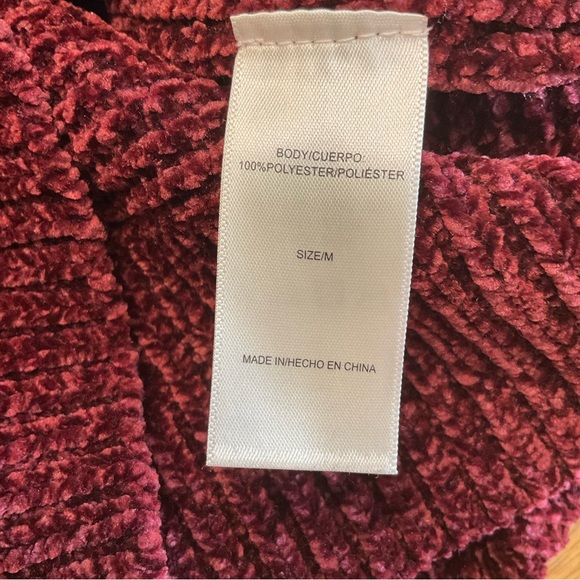 BODY/CUERPO:
100%POLYESTER/POLIÉSTER
SIZE/M
MADE IN/HECHO EN CHINA